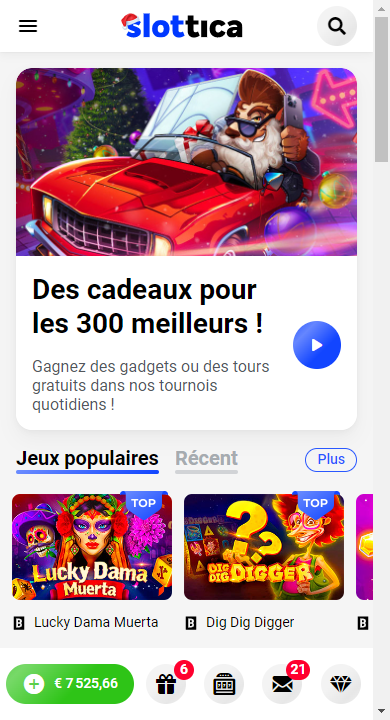 slottica
Des cadeaux pour
les 300 meilleurs !
Gagnez des gadgets ou des tours
gratuits dans nos tournois
quotidiens !
Jeux populaires Récent Plus
TOP TOP
LUCKY DAMA
MUERTA
DIG DIG DIGGER
B Lucky Dama Muerta B Dig Dig Digger B
€ 7 525,66 6 21